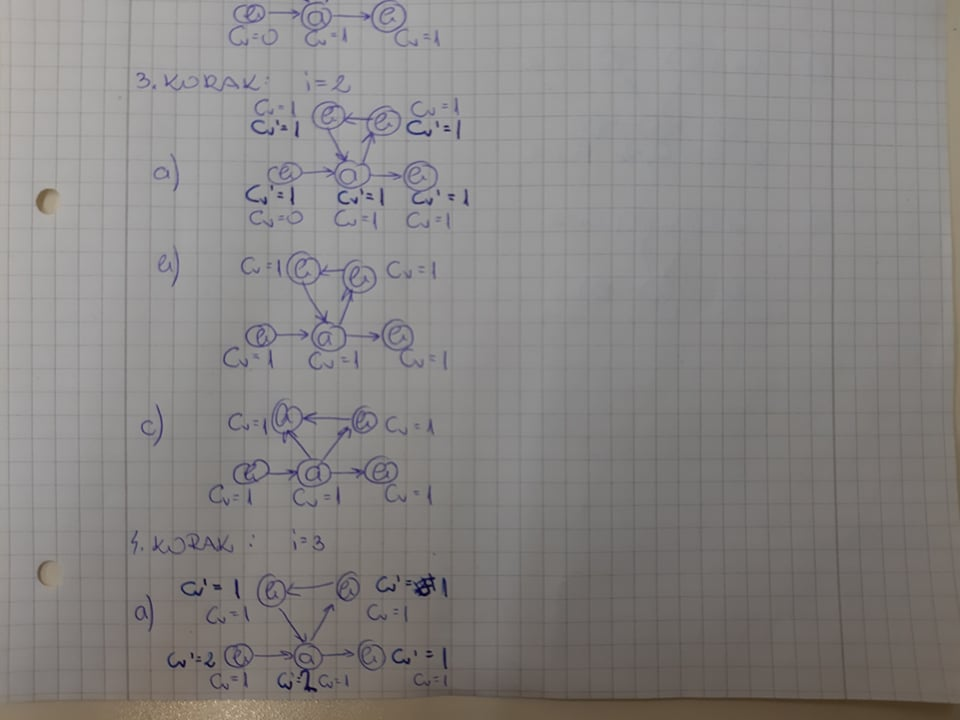 a
Cv=0 Cv=1 Cv=1
3. KORAK: i=2
Cv=1 Cv=1
Cv'=1 Cv'=1
a)
a
Cv'=1 Cv'=1 Cv'=1
Cv=0 Cv=1 Cv=1
Cv=1 Cv=1
a
Cv=1 Cv=1 Cv=1
c)
Cv=1 Cv=1
a
Cv=1 Cv=1 Cv=1
4. KORAK: i=3
Cv'=1 Cv'=1
Cv=1 Cv=1
a)
Cv'=2 a Cv'=1
Cv=1 Cv'=2 Cv=1 Cv=1